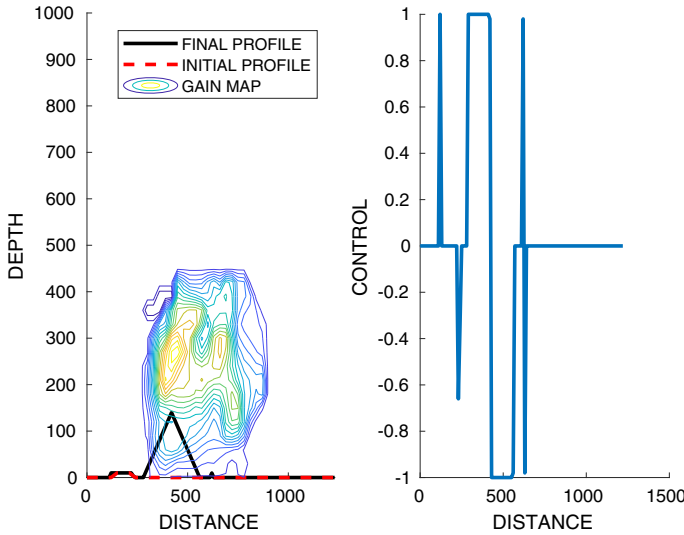 1000
900
800
700
600
500
400
300
200
100
0
DEPTH
FINAL PROFILE
INITIAL PROFILE
GAIN MAP
0 500 1000
DISTANCE
1
0.8
0.6
0.4
0.2
0
-0.2
-0.4
-0.6
-0.8
-1
CONTROL
0 500 1000 1500
DISTANCE